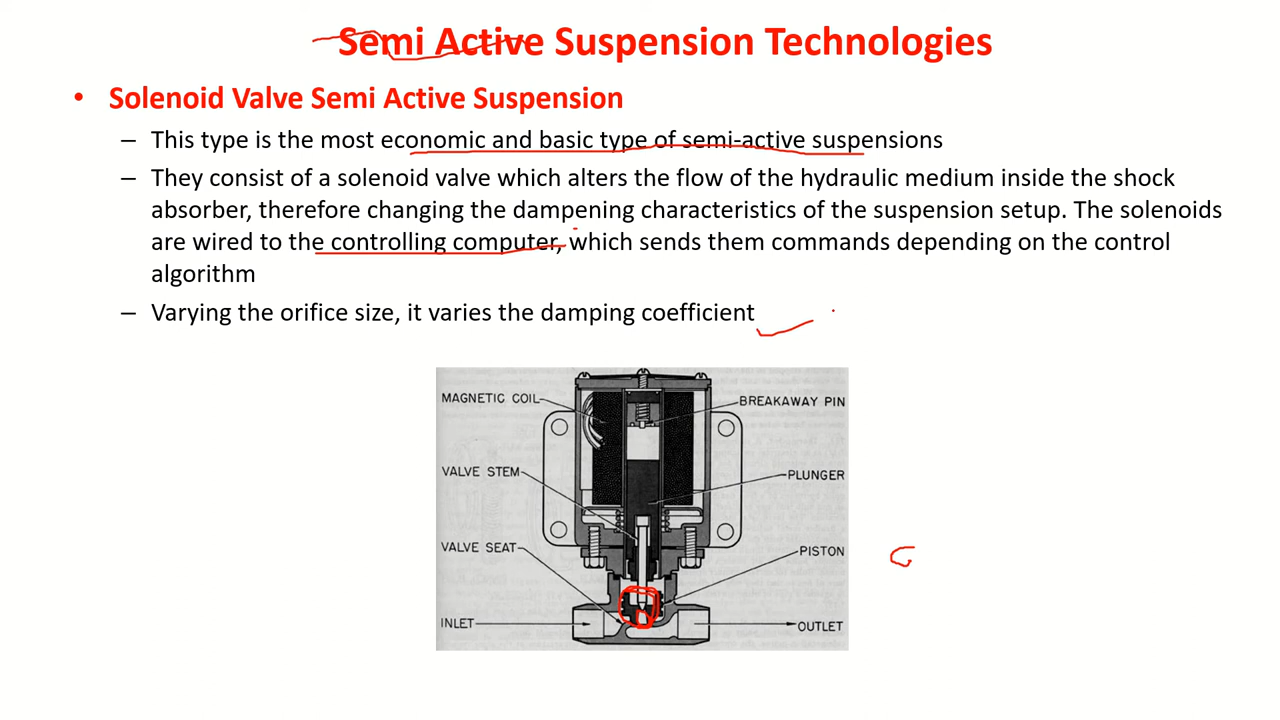 Semi Active Suspension Technologies
• Solenoid Valve Semi Active Suspension
– This type is the most economic and basic type of semi-active suspensions
– They consist of a solenoid valve which alters the flow of the hydraulic medium inside the shock
absorber, therefore changing the dampening characteristics of the suspension setup. The solenoids
are wired to the controlling computer, which sends them commands depending on the control
algorithm
– Varying the orifice size, it varies the damping coefficient
MAGNETIC COIL
BREAKAWAY PIN
VALVE STEM
PLUNGER
VALVE SEAT
PISTON
INLET
OUTLET